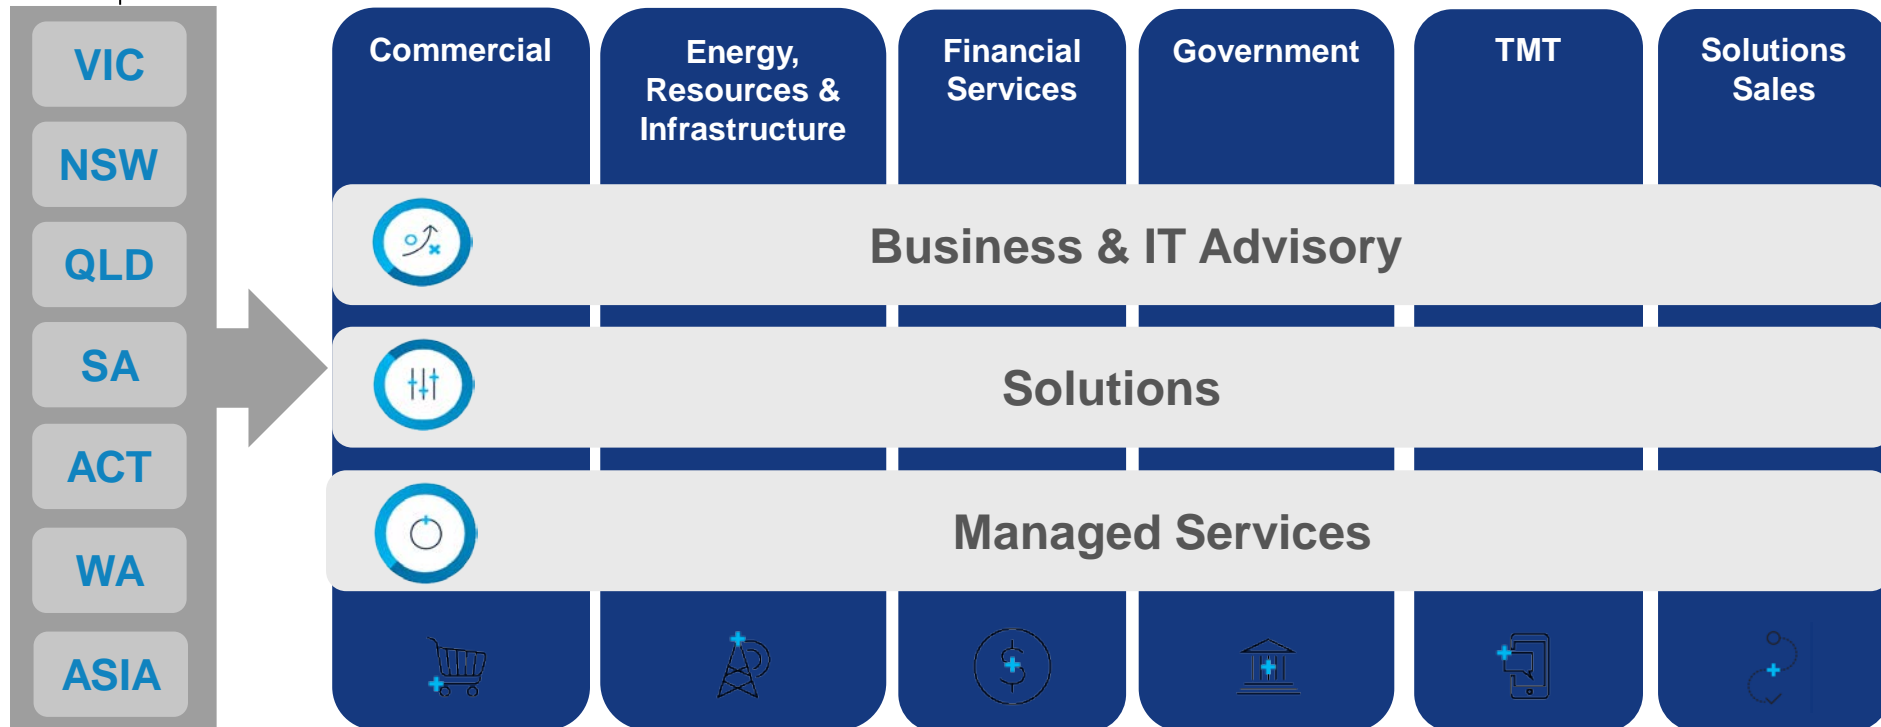 VIC
NSW
QLD
SA
ACT
WA
ASIA
Commercial
Energy,
Resources &
Infrastructure
Financial
Services
Government
TMT
Solutions
Sales
Business & IT Advisory
Solutions
Managed Services